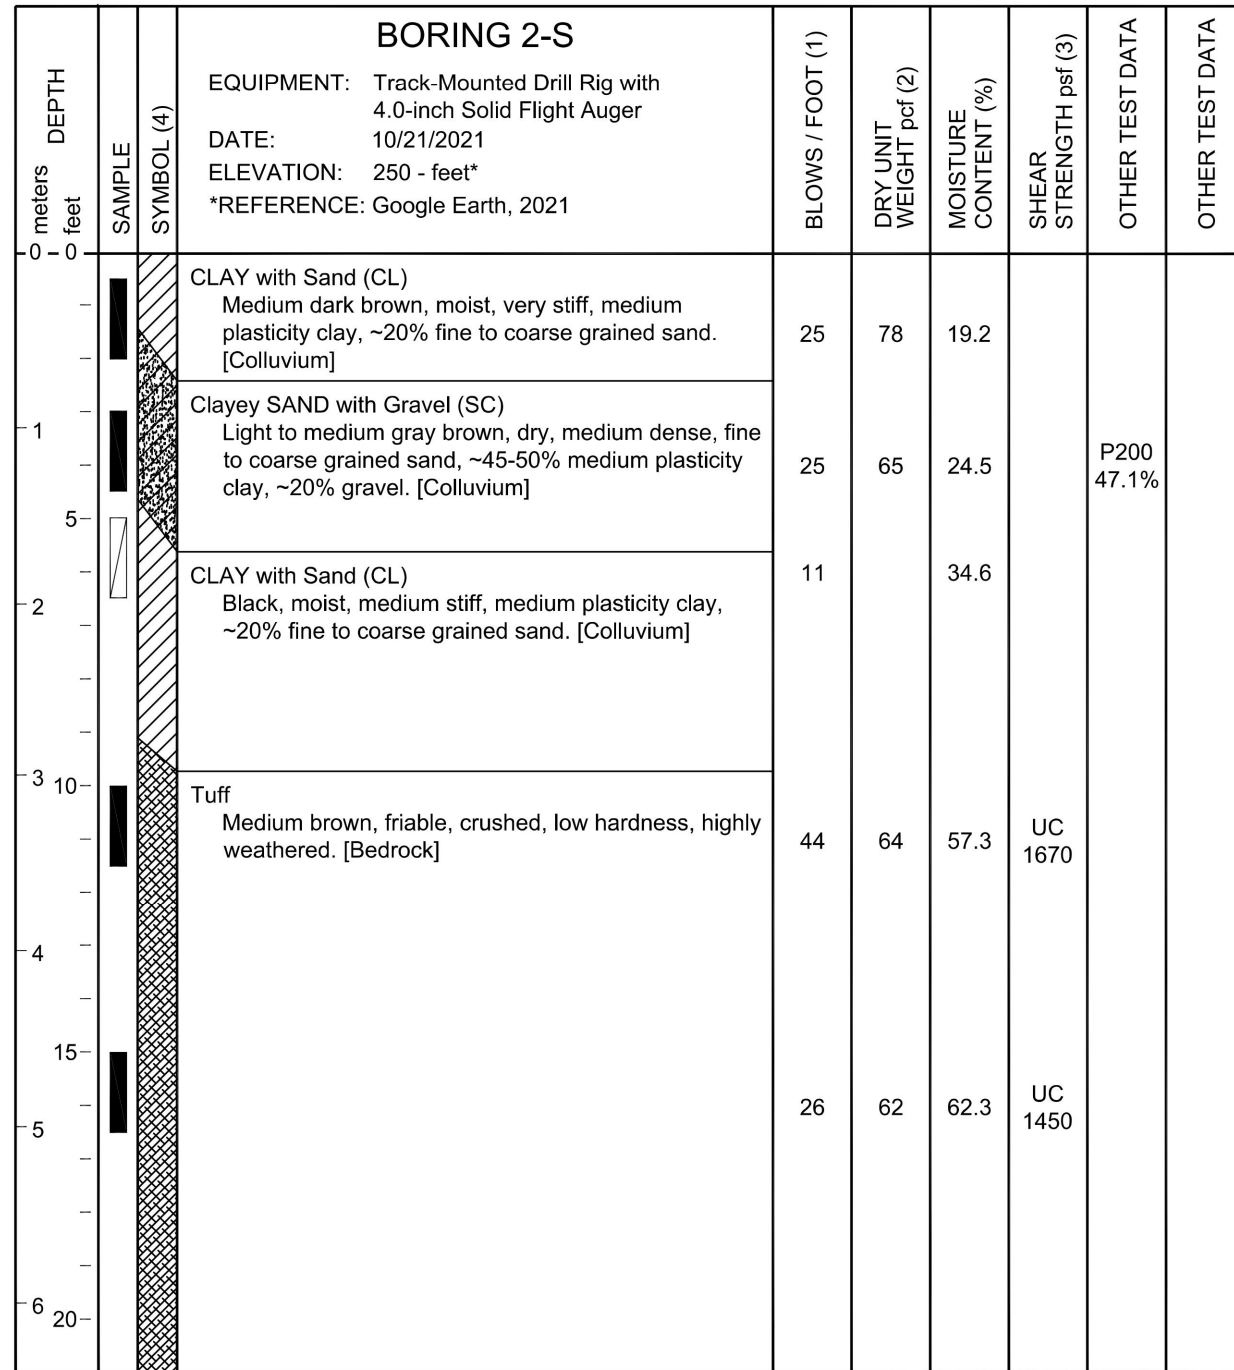 BORING 2-S
EQUIPMENT: Track-Mounted Drill Rig with
4.0-inch Solid Flight Auger
DATE: 10/21/2021
ELEVATION: 250 - feet*
*REFERENCE: Google Earth, 2021
meters
feet
DEPTH
SAMPLE
SYMBOL (4)
BLOWS / FOOT (1)
DRY UNIT
WEIGHT pcf (2)
MOISTURE
CONTENT (%)
SHEAR
STRENGTH psf (3)
OTHER TEST DATA
OTHER TEST DATA
0 0
CLAY with Sand (CL)
Medium dark brown, moist, very stiff, medium
plasticity clay, ~20% fine to coarse grained sand.
[Colluvium]
25 78 19.2
Clayey SAND with Gravel (SC)
1
Light to medium gray brown, dry, medium dense, fine
to coarse grained sand, ~45-50% medium plasticity
clay, ~20% gravel. [Colluvium]
25 65 24.5
P200
47.1%
5
CLAY with Sand (CL)
11 34.6
2
Black, moist, medium stiff, medium plasticity clay,
~20% fine to coarse grained sand. [Colluvium]
3 10
Tuff
Medium brown, friable, crushed, low hardness, highly
weathered. [Bedrock]
44 64 57.3
UC
1670
4
15
26 62 62.3
UC
1450
5
6 20